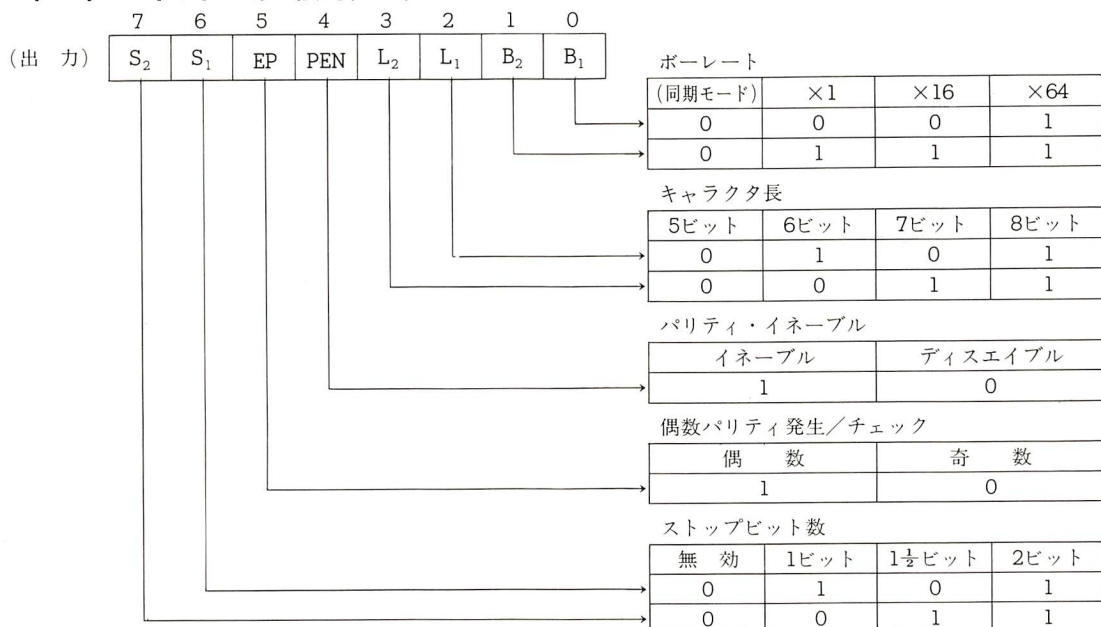 7 6 5 4 3 2 1 0
(出 力) S₂ S₁ EP PEN L₂ L₁ B₂ B₁
ボーレート
(同期モード) ×1 ×16 ×64
0 0 0 1
0 1 1 1
キャラクタ長
5ビット 6ビット 7ビット 8ビット
0 1 0 1
0 0 1 1
パリティ・イネーブル
イネーブル ディスエイブル
1 0
偶数パリティ発生／チェック
偶 数 奇 数
1 0
ストップビット数
無 効 1ビット 1½ビット 2ビット
0 1 0 1
0 0 1 1